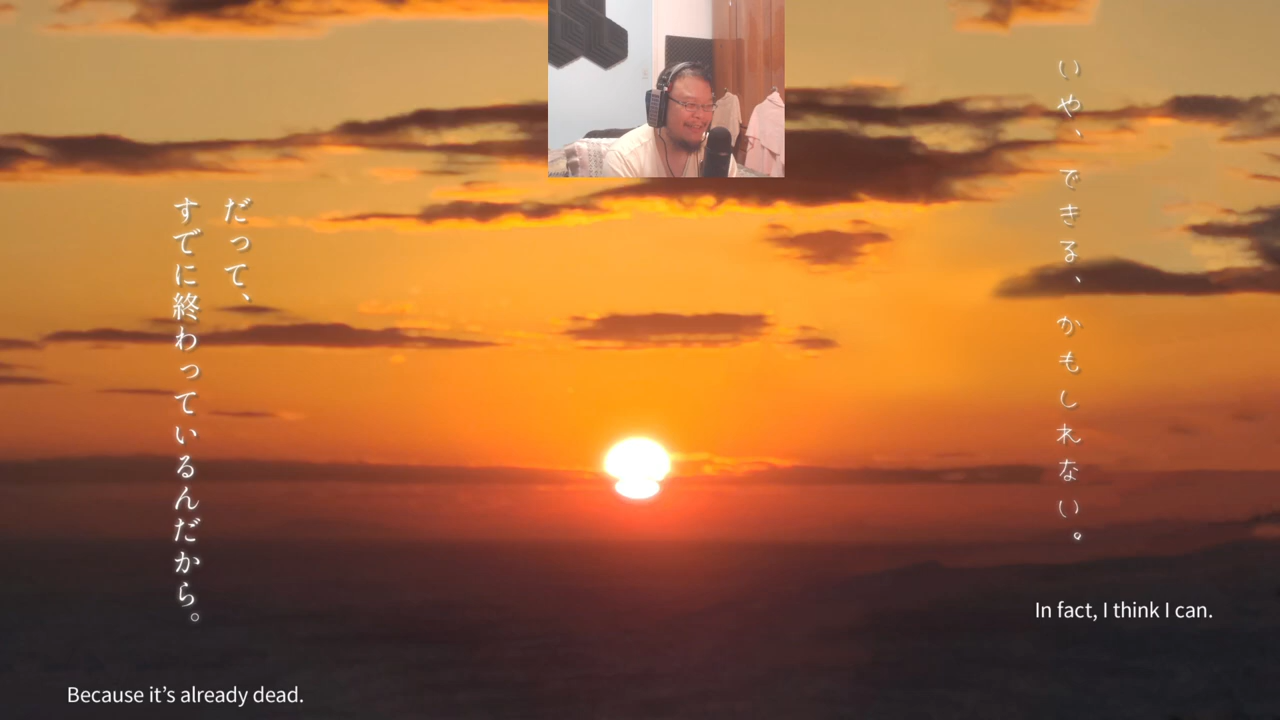 いや、できる、かもしれない。
In fact, I think I can.
だって、
すでに終わっているんだから。
Because it’s already dead.